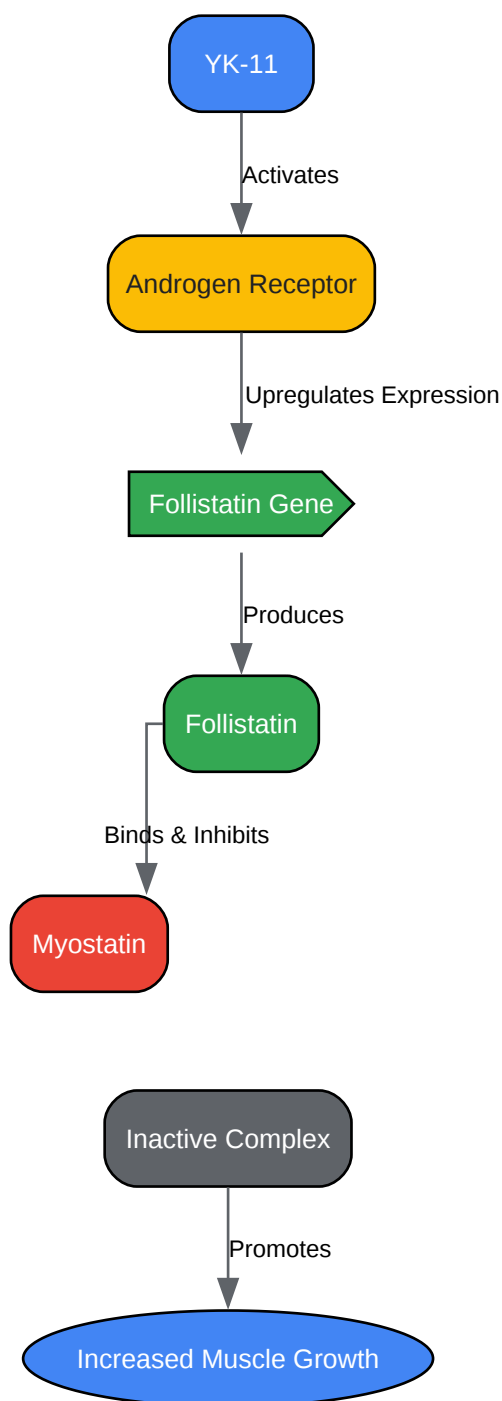 YK-11
Activates
Androgen Receptor
Upregulates Expression
Follistatin Gene
Produces
Follistatin
Binds & Inhibits
Myostatin
Inactive Complex
Promotes
Increased Muscle Growth